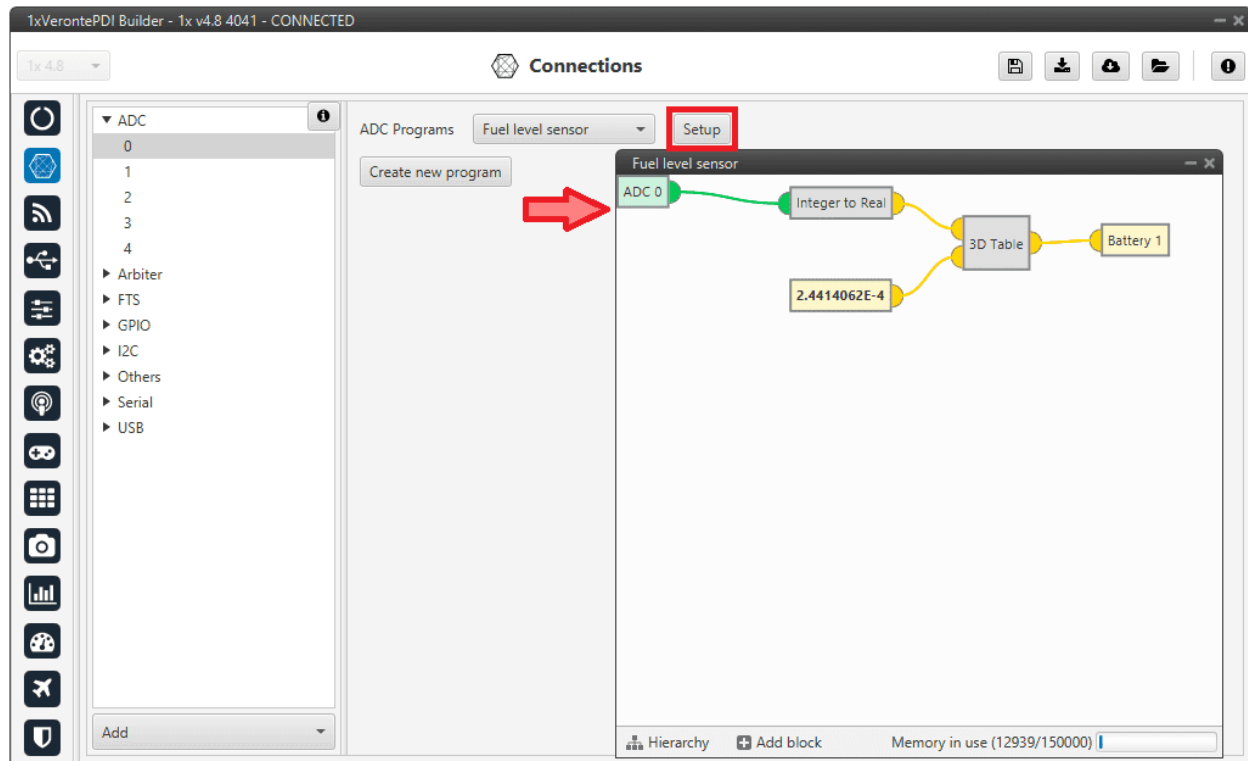 1xVerontePDI Builder - 1x v4.8 4041 - CONNECTED
1x 4.8
Connections
ADC
0
1
2
3
4
Arbiter
FTS
GPIO
I2C
Others
Serial
USB
Add
ADC Programs
Fuel level sensor
Setup
Create new program
Fuel level sensor
ADC 0
Integer to Real
3D Table
Battery 1
2.4414062E-4
Hierarchy
Add block
Memory in use (12939/150000)